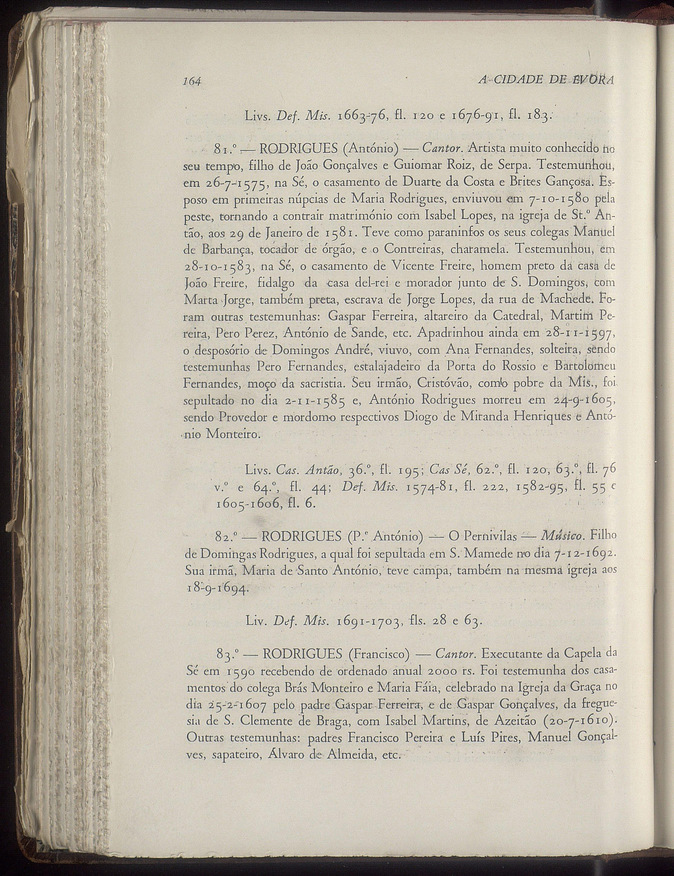 164 A CIDADE DE EVORA
Livs. Def. Mis. 1663-76, fl. 120 e 1676-91, fl. 183.
81.º — RODRIGUES (António) — Cantor. Artista muito conhecido no
seu tempo, filho de João Gonçalves e Guiomar Roiz, de Serpa. Testemunhou,
em 26-7-1575, na Sé, o casamento de Duarte da Costa e Brites Gançosa. Es-
poso em primeiras núpcias de Maria Rodrigues, enviuvou em 7-10-1580 pela
peste, tornando a contrair matrimónio com Isabel Lopes, na igreja de St.º An-
tão, aos 29 de Janeiro de 1581. Teve como paraninfos os seus colegas Manuel
de Barbança, tocador de órgão, e o Contreiras, charamela. Testemunhou, em
28-10-1583, na Sé, o casamento de Vicente Freire, homem preto da casa de
João Freire, fidalgo da casa del-rei e morador junto de S. Domingos, com
Marta Jorge, também preta, escrava de Jorge Lopes, da rua de Machede. Fo-
ram outras testemunhas: Gaspar Ferreira, altareiro da Catedral, Martim Pe-
reira, Pero Perez, António de Sande, etc. Apadrinhou ainda em 28-11-1597,
o desposório de Domingos André, viuvo, com Ana Fernandes, solteira, sendo
testemunhas Pero Fernandes, estalajadeiro da Porta do Rossio e Bartolomeu
Fernandes, moço da sacristia. Seu irmão, Cristóvão, como pobre da Mis., foi
sepultado no dia 2-11-1585 e, António Rodrigues morreu em 24-9-1605,
sendo Provedor e mordomo respectivos Diogo de Miranda Henriques e Antó-
nio Monteiro.
Livs. Cas. Antão, 36.º, fl. 195; Cas Sé, 62.º, fl. 120, 63.º, fl. 76
v.º e 64.º, fl. 44; Def. Mis. 1574-81, fl. 222, 1582-95, fl. 55 e
1605-1606, fl. 6.
82.º — RODRIGUES (P.º António) — O Pernivilas — Músico. Filho
de Domingas Rodrigues, a qual foi sepultada em S. Mamede no dia 7-12-1692.
Sua irmã, Maria de Santo António, teve campa, também na mesma igreja aos
18-9-1694.
Liv. Def. Mis. 1691-1703, fls. 28 e 63.
83.º — RODRIGUES (Francisco) — Cantor. Executante da Capela da
Sé em 1590 recebendo de ordenado anual 2000 rs. Foi testemunha dos casa-
mentos do colega Brás Monteiro e Maria Fáia, celebrado na Igreja da Graça no
dia 25-2-1607 pelo padre Gaspar Ferreira, e de Gaspar Gonçalves, da fregue-
sia de S. Clemente de Braga, com Isabel Martins, de Azeitão (20-7-1610).
Outras testemunhas: padres Francisco Pereira e Luís Pires, Manuel Gonçal-
ves, sapateiro, Álvaro de Almeida, etc.